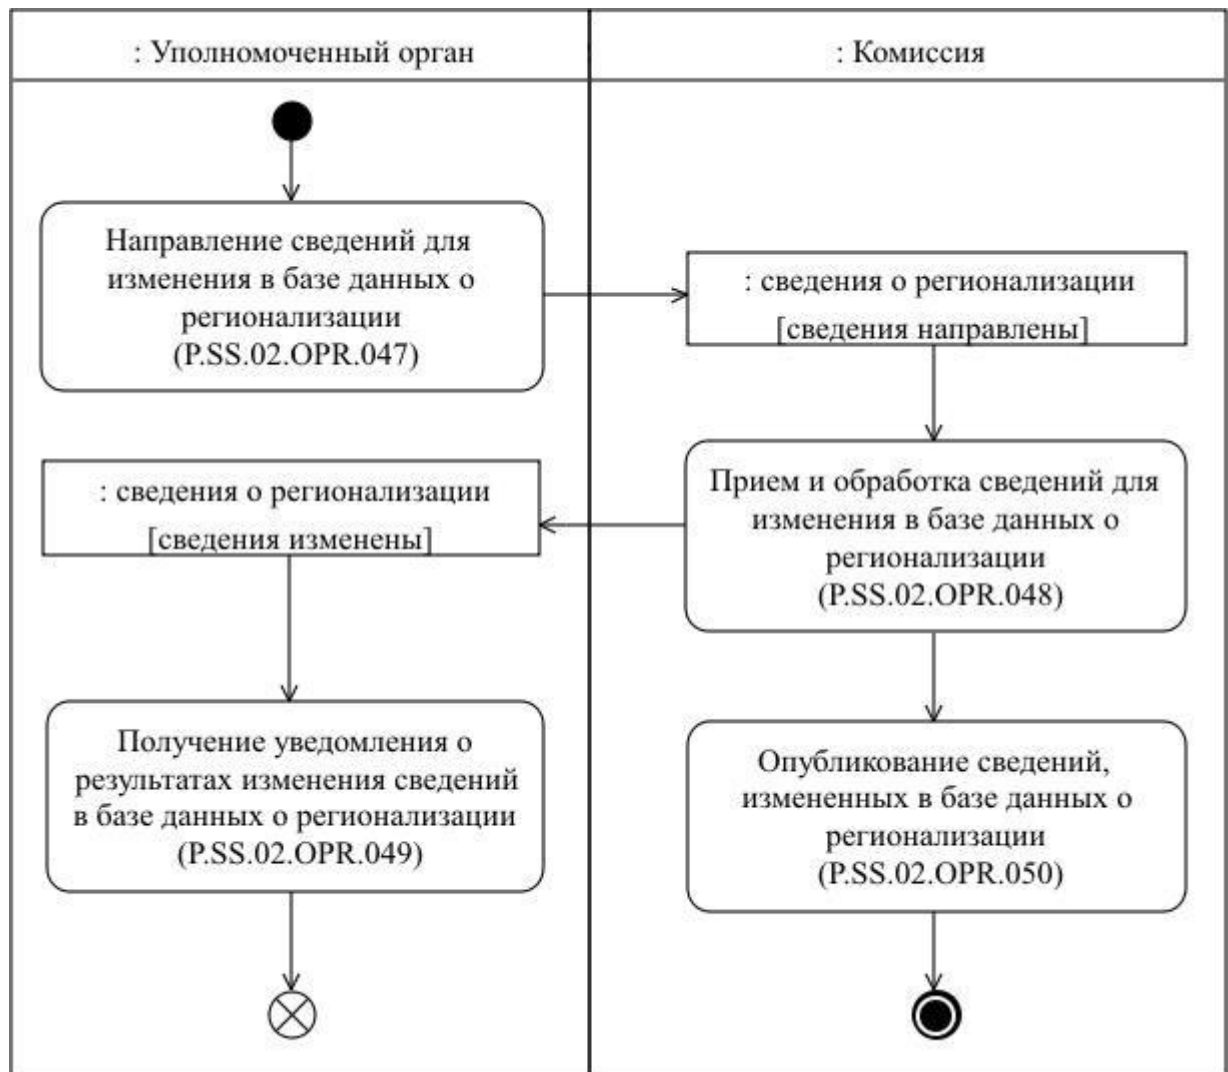 : Уполномоченный орган
: Комиссия
Направление сведений для
изменения в базе данных о
регионализации
(P.SS.02.OPR.047)
: сведения о регионализации
[сведения направлены]
Прием и обработка сведений для
изменения в базе данных о
регионализации
(P.SS.02.OPR.048)
: сведения о регионализации
[сведения изменены]
Получение уведомления о
результатах изменения сведений
в базе данных о регионализации
(P.SS.02.OPR.049)
Опубликование сведений,
измененных в базе данных о
регионализации
(P.SS.02.OPR.050)